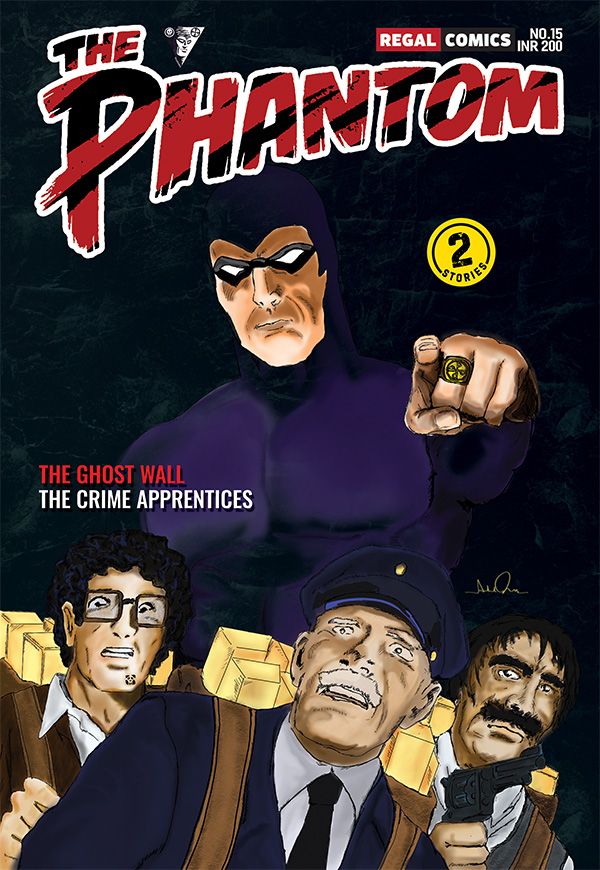 THE
PHANTOM
REGAL COMICS
NO.15
INR 200
2
STORIES
THE GHOST WALL
THE CRIME APPRENTICES